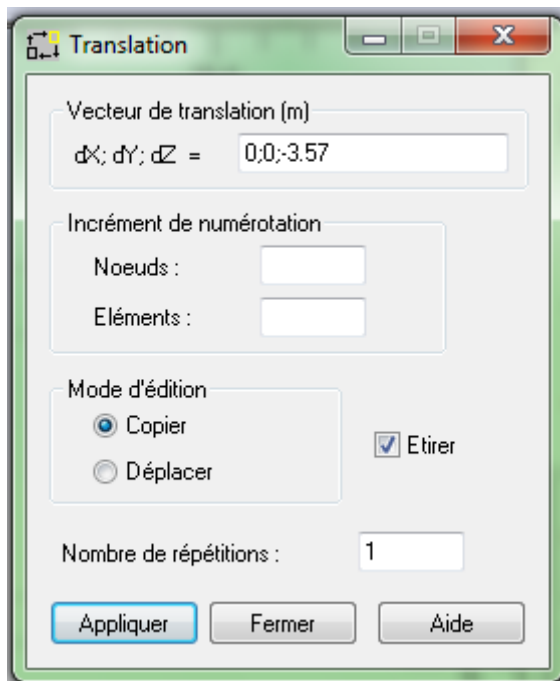 Translation
Vecteur de translation (m)
dX; dY; dZ = 0;0;-3.57
Incrément de numérotation
Noeuds :
Eléments :
Mode d'édition
Copier
Etirer
Déplacer
Nombre de répétitions : 1
Appliquer Fermer Aide